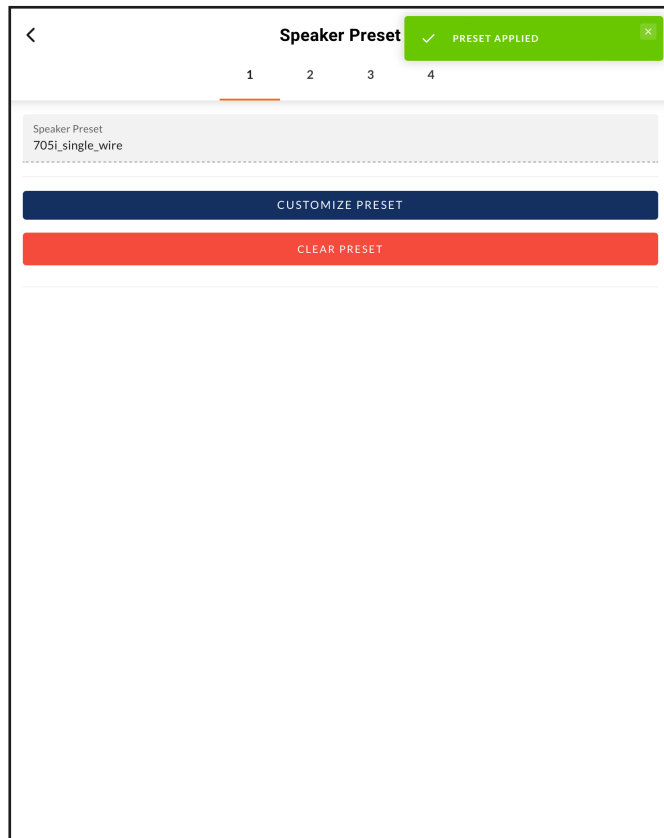 Speaker Preset
PRESET APPLIED
1 2 3 4
Speaker Preset
705i_single_wire
CUSTOMIZE PRESET
CLEAR PRESET